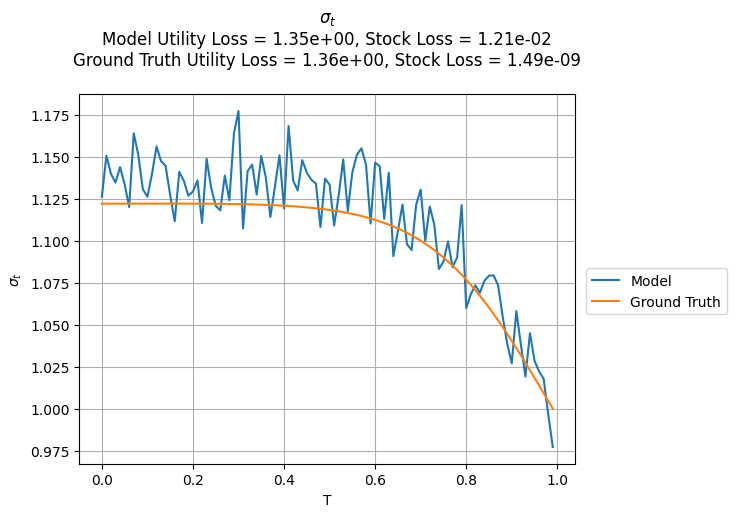 σt
Model Utility Loss = 1.35e+00, Stock Loss = 1.21e-02
Ground Truth Utility Loss = 1.36e+00, Stock Loss = 1.49e-09
1.175
1.150
1.125
1.100
1.075
1.050
1.025
1.000
0.975
σt
0.0 0.2 0.4 0.6 0.8 1.0
T
Model
Ground Truth